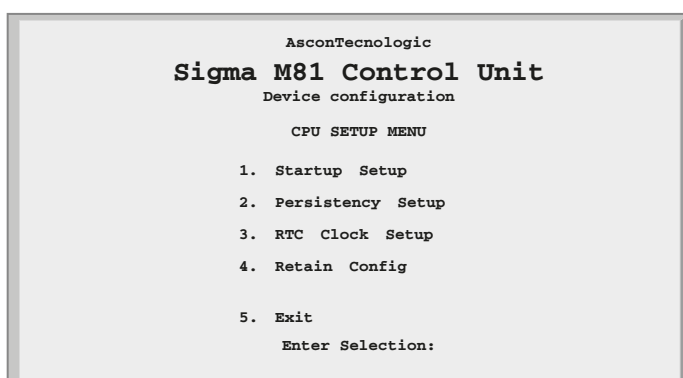 AsconTecnologic
Sigma M81 Control Unit
Device configuration
CPU SETUP MENU
1. Startup Setup
2. Persistency Setup
3. RTC Clock Setup
4. Retain Config
5. Exit
Enter Selection: